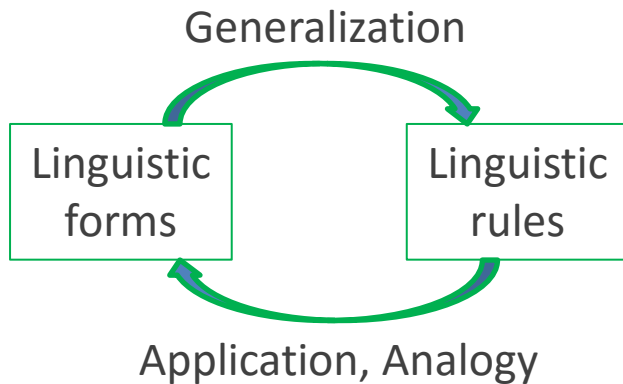 Generalization
Linguistic
forms
Linguistic
rules
Application, Analogy